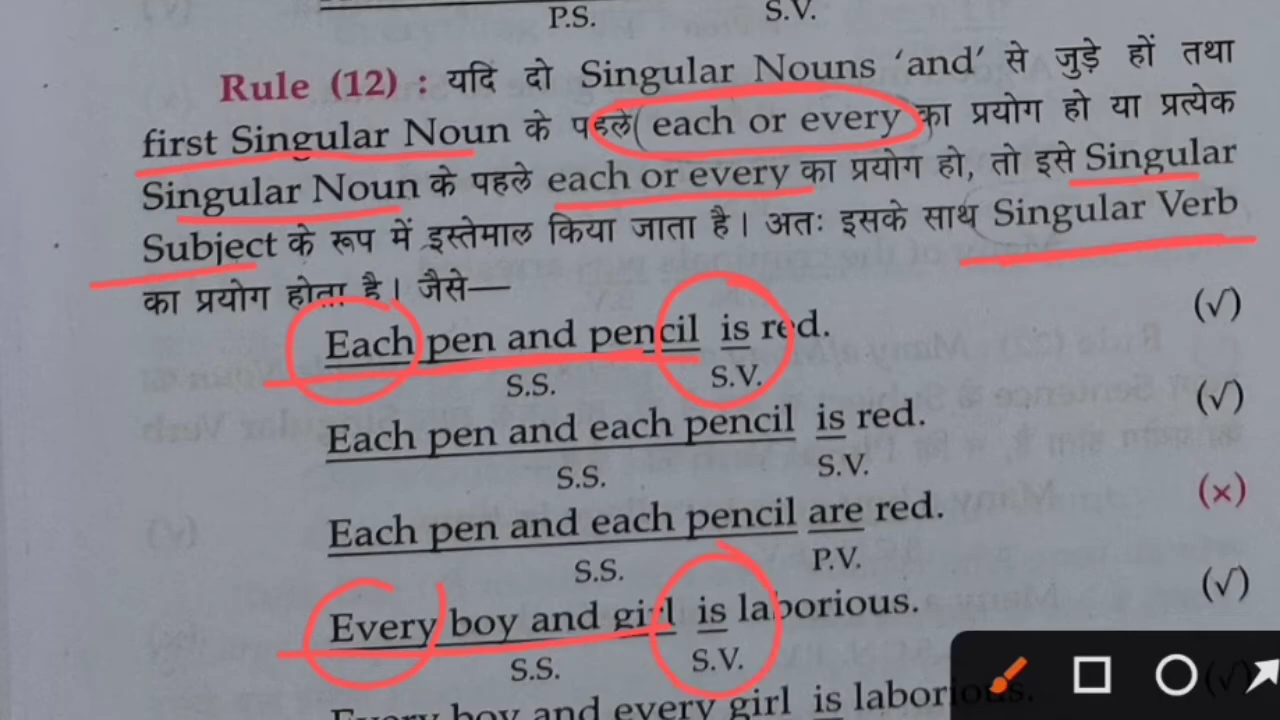 P.S. S.V.
Rule (12) : यदि दो Singular Nouns 'and' से जुड़े हों तथा
first Singular Noun के पहले ( each or every का प्रयोग हो या प्रत्येक
Singular Noun के पहले each or every का प्रयोग हो, तो इसे Singular
Subject के रूप में इस्तेमाल किया जाता है। अतः इसके साथ Singular Verb
का प्रयोग होता है। जैसे—
Each pen and pencil is red. (√)
S.S. S.V.
Each pen and each pencil is red. (√)
S.S. S.V.
Each pen and each pencil are red. (×)
S.S. P.V.
Every boy and girl is laborious. (√)
S.S. S.V.
Every boy and every girl is laborious. (√)